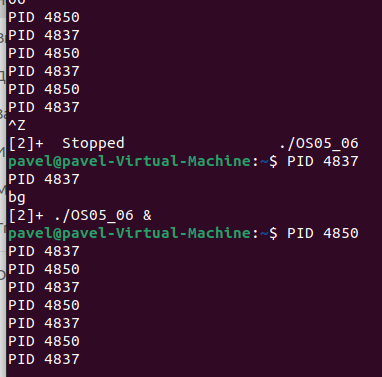 PID 4850
PID 4837
PID 4850
PID 4837
PID 4850
PID 4837
^Z
[2]+  Stopped                 ./OS05_06
pavel@pavel-Virtual-Machine:~$ PID 4837
PID 4837
bg
[2]+ ./OS05_06 &
pavel@pavel-Virtual-Machine:~$ PID 4850
PID 4837
PID 4850
PID 4837
PID 4850
PID 4837
PID 4850
PID 4837